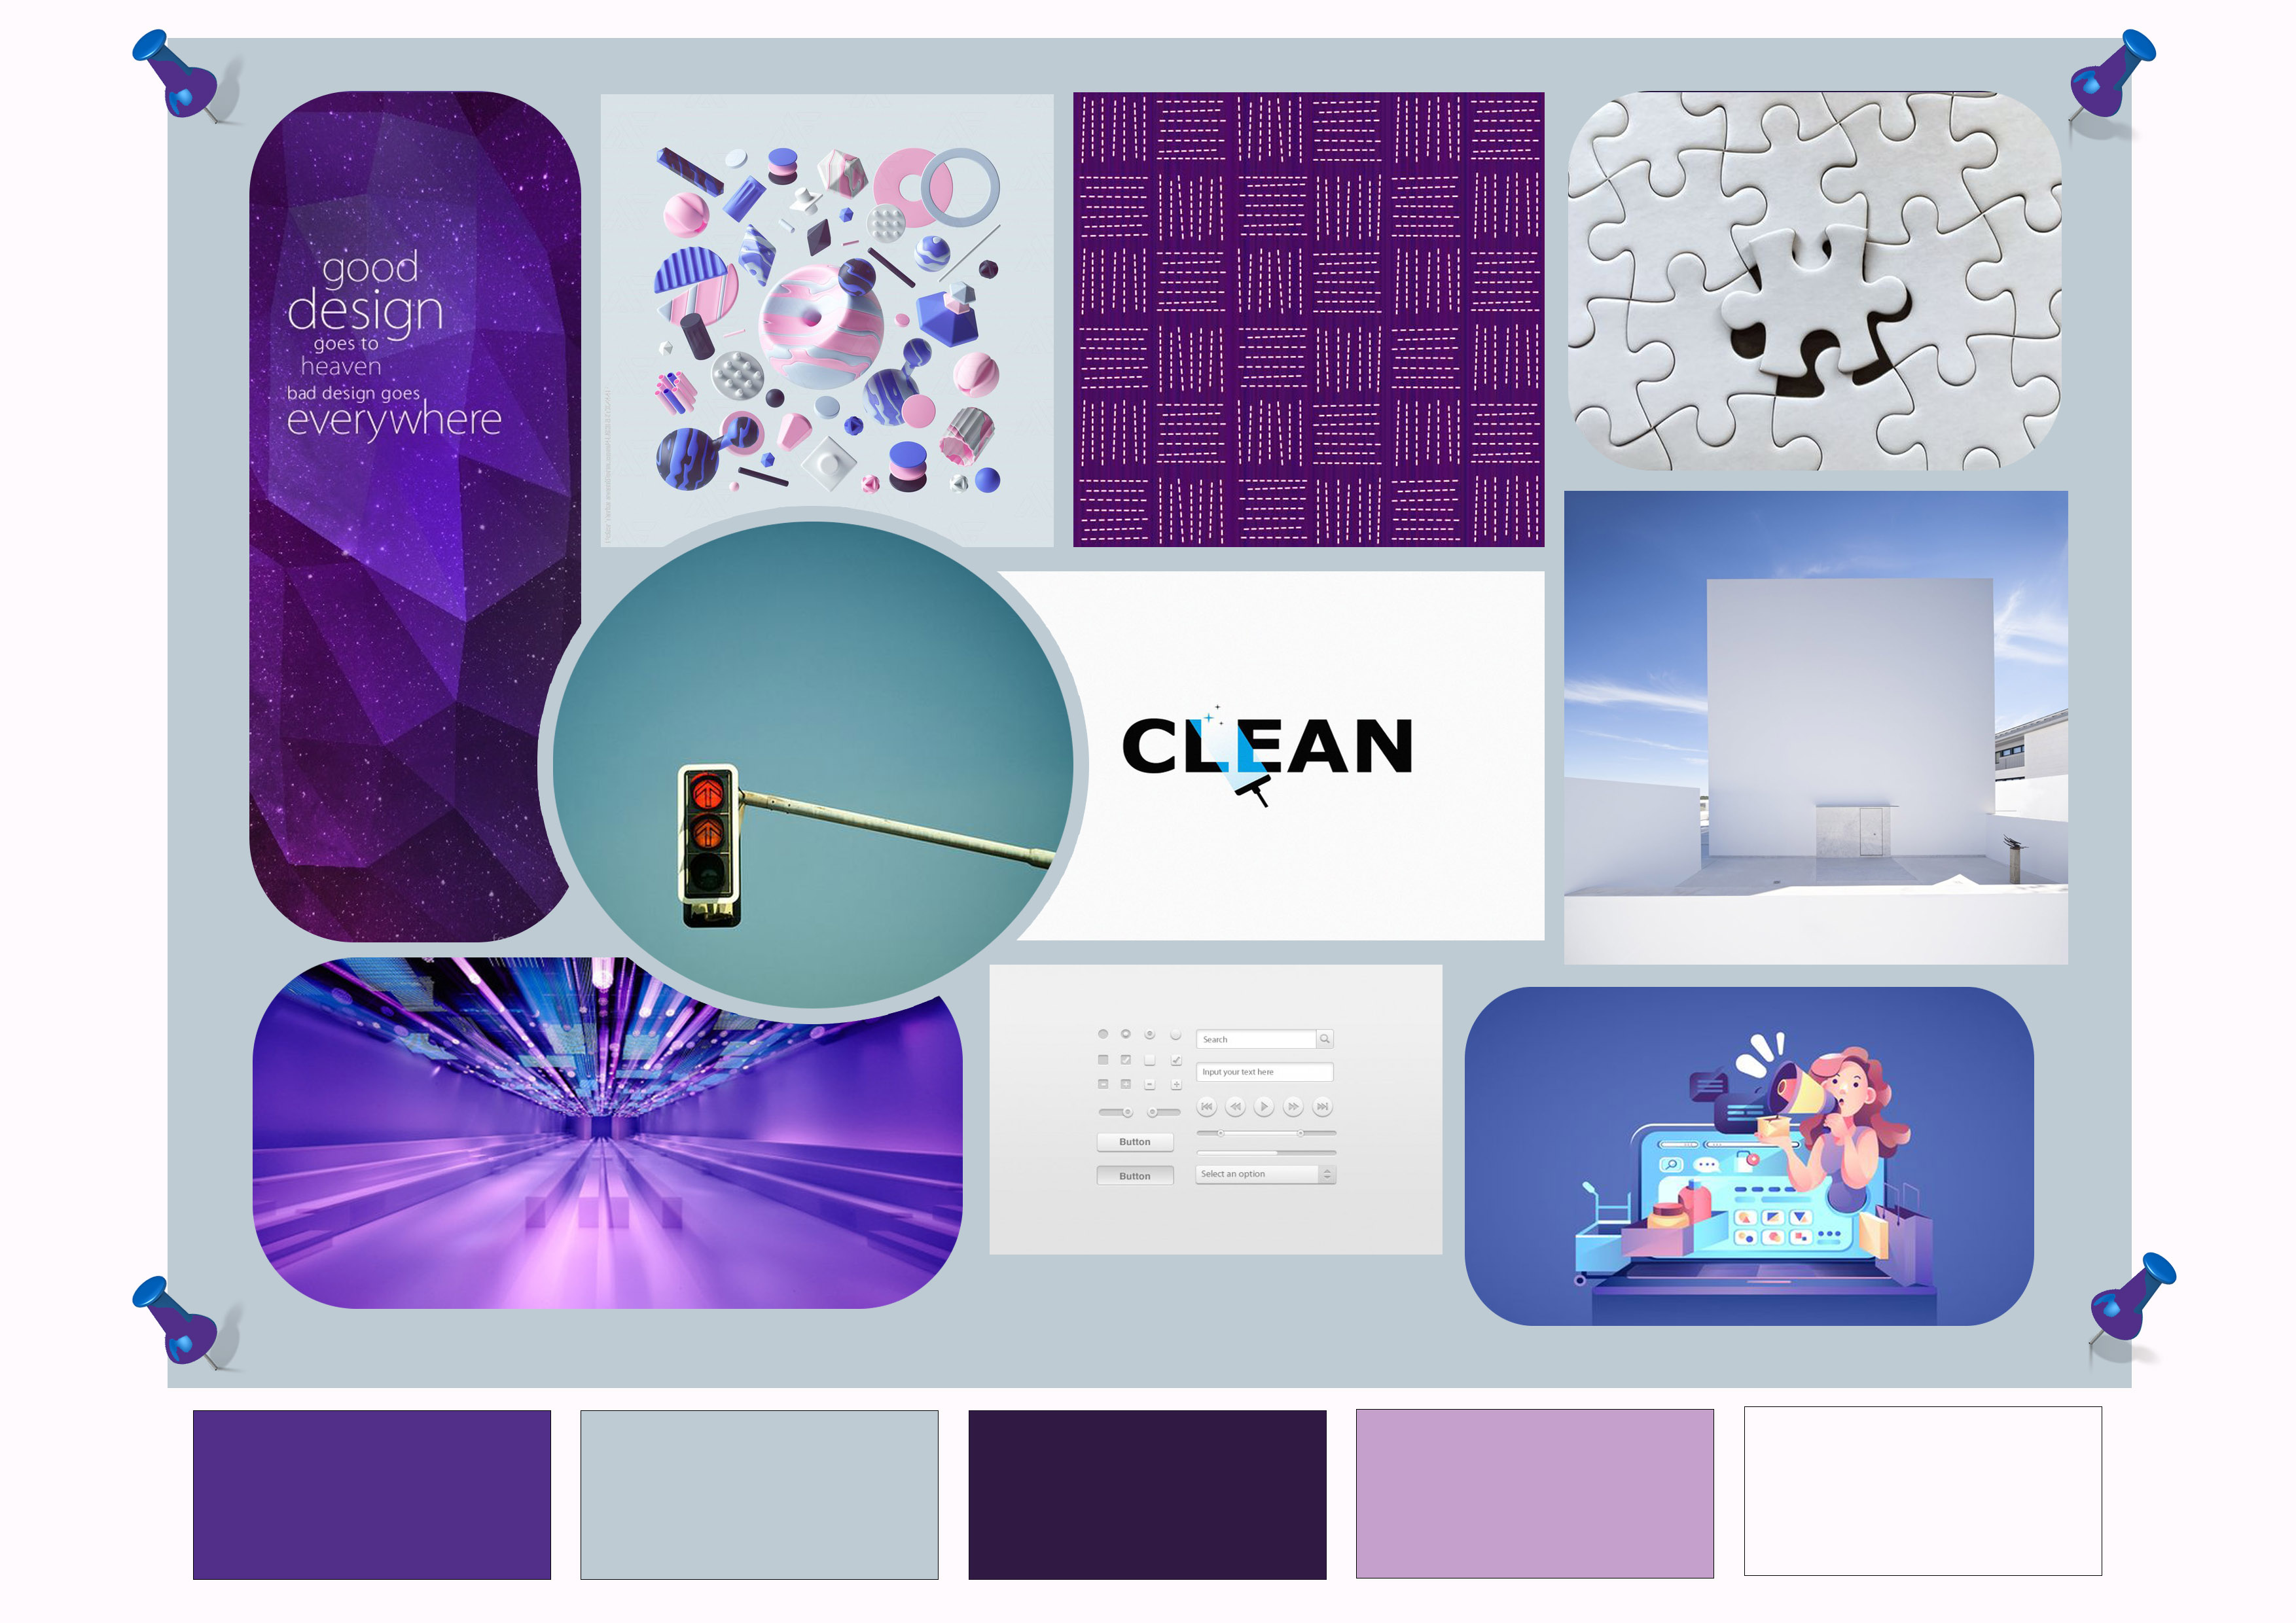 good
design
goes to
heaven
bad design goes
everywhere
CLEAN
Search
Input your text here
Button
Button
Select an option